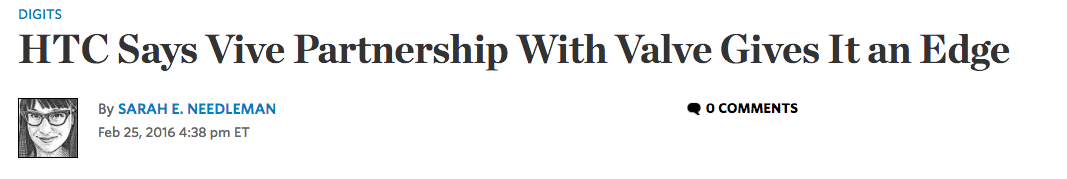 DIGITS
HTC Says Vive Partnership With Valve Gives It an Edge
By SARAH E. NEEDLEMAN
0 COMMENTS
Feb 25, 2016 4:38 pm ET